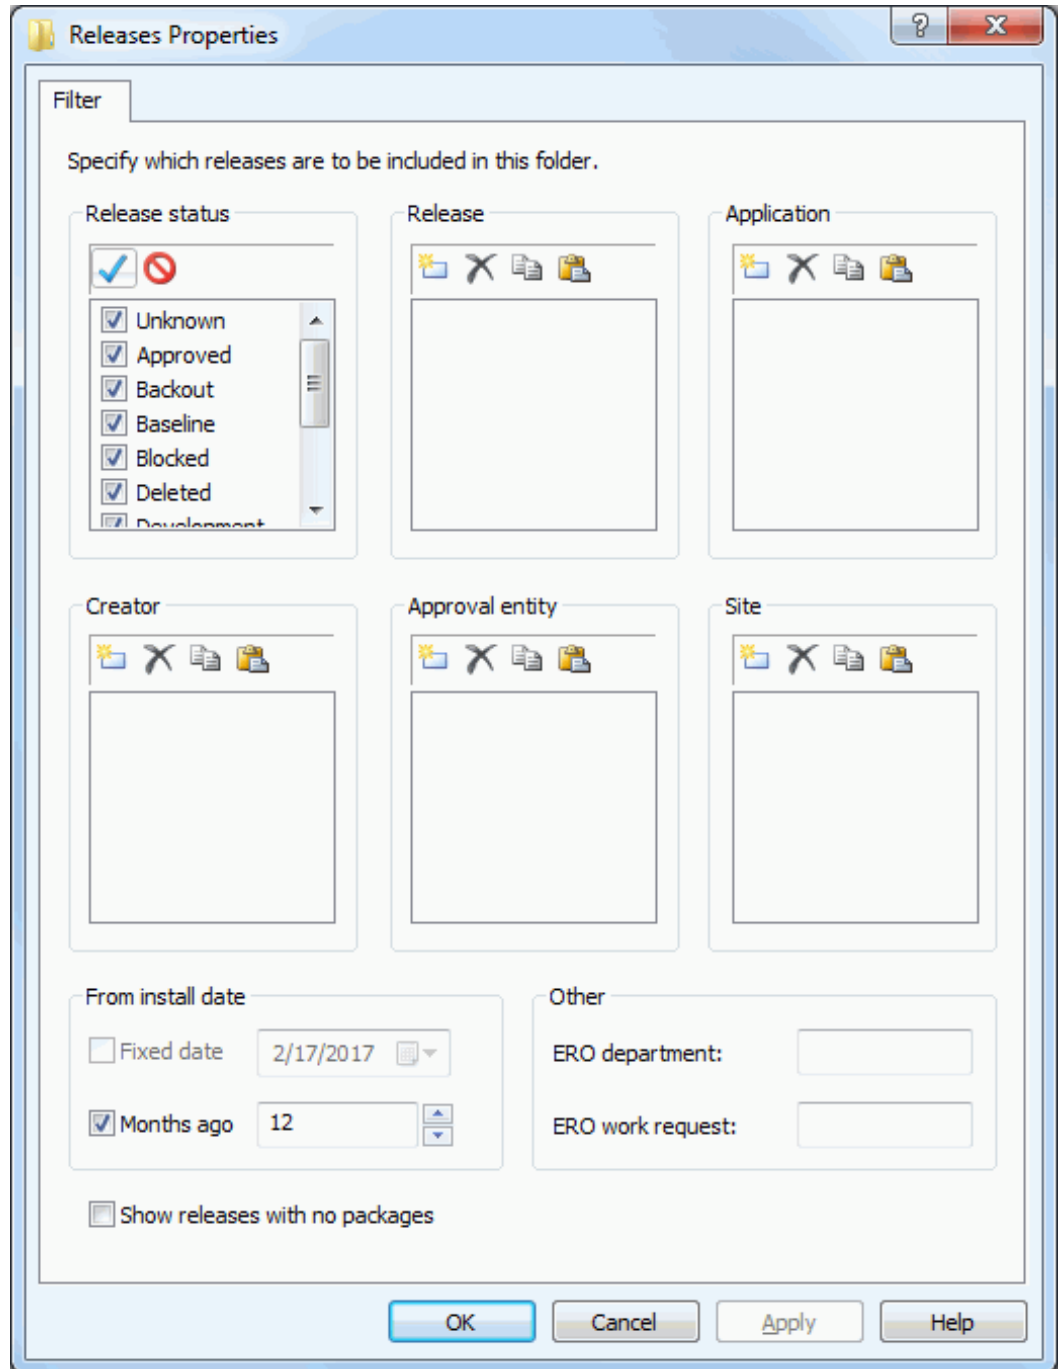 Releases Properties
Filter
Specify which releases are to be included in this folder.
Release status
Release
Application
Unknown
Approved
Backout
Baseline
Blocked
Deleted
Development
Creator
Approval entity
Site
From install date
Other
Fixed date 2/17/2017
ERO department:
Months ago 12
ERO work request:
Show releases with no packages
OK Cancel Apply Help